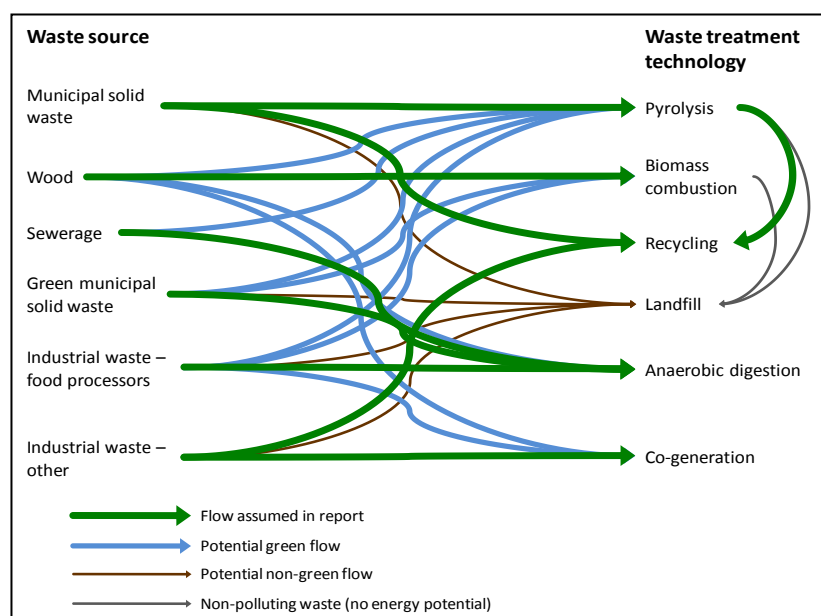 Waste source
Waste treatment
technology
Municipal solid
waste
Wood
Sewerage
Green municipal
solid waste
Industrial waste –
food processors
Industrial waste –
other
Pyrolysis
Biomass
combustion
Recycling
Landfill
Anaerobic digestion
Co-generation
Flow assumed in report
Potential green flow
Potential non-green flow
Non-polluting waste (no energy potential)